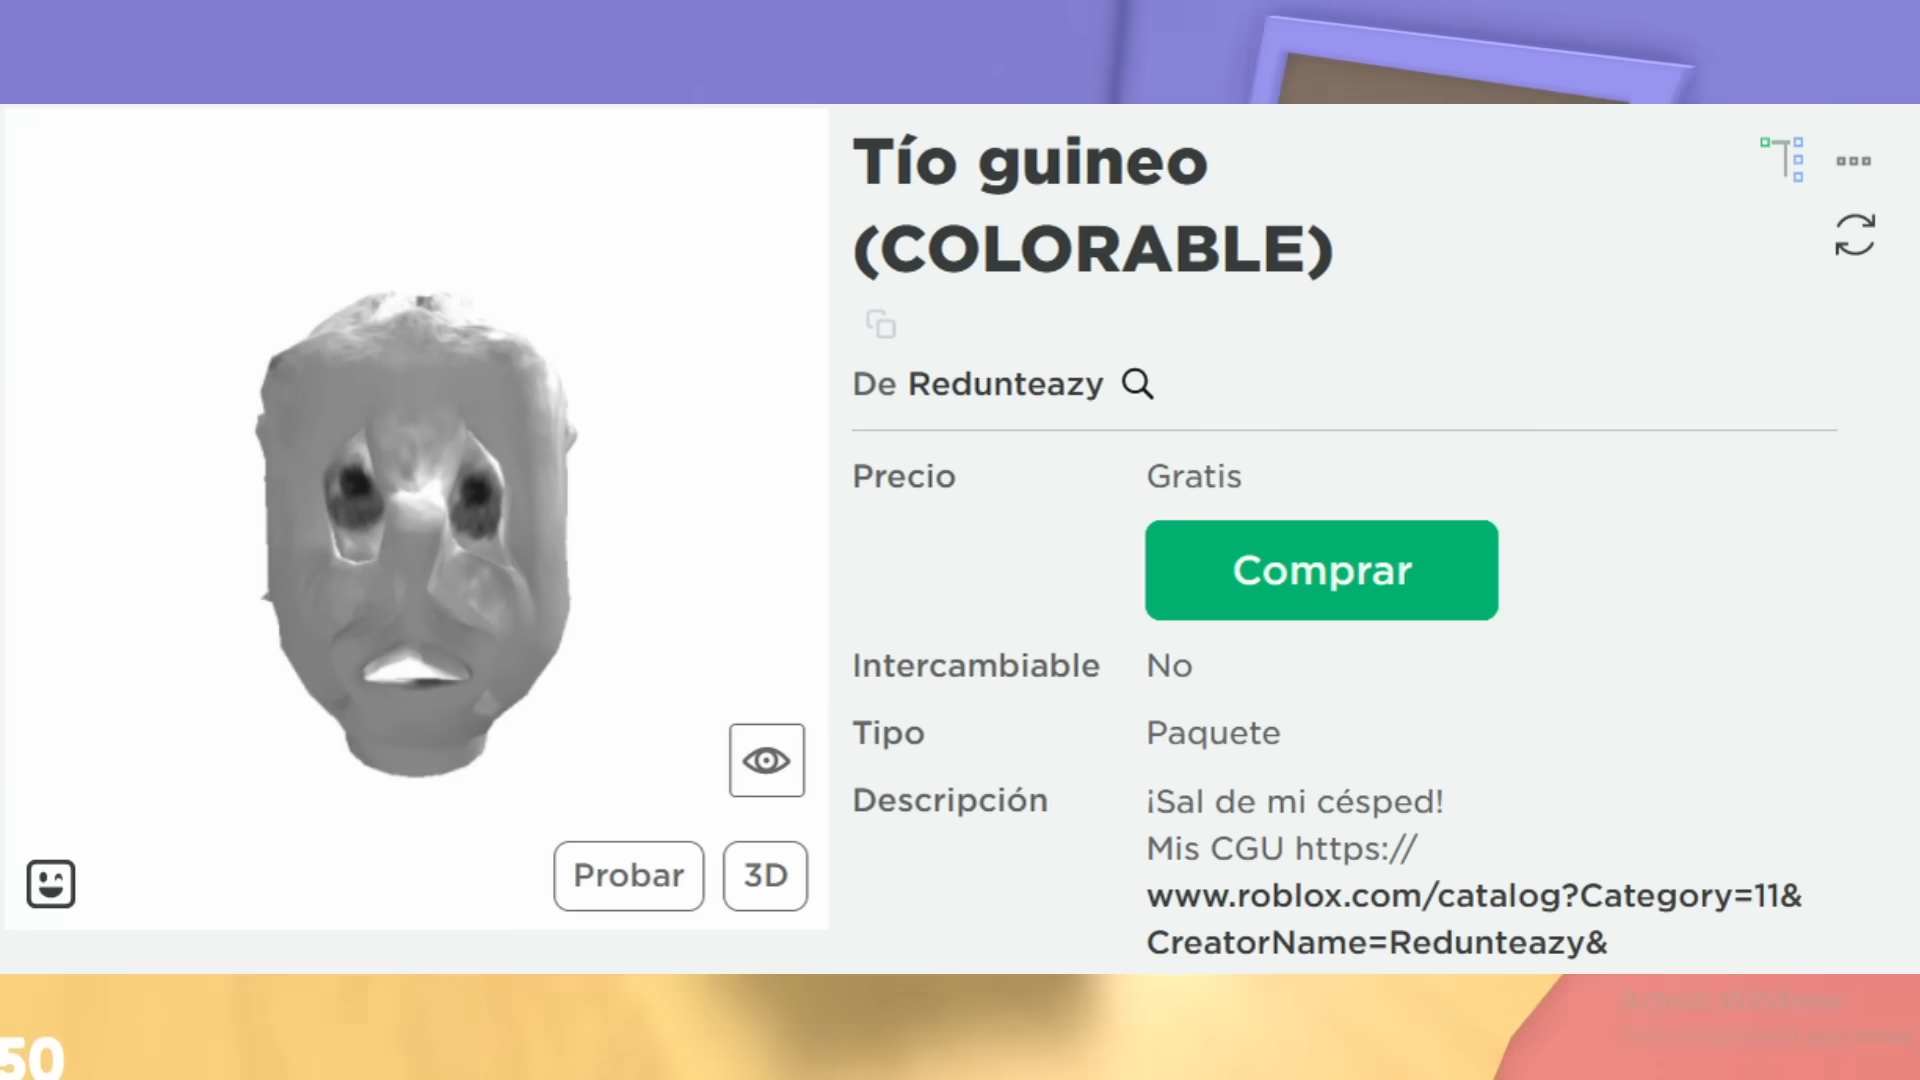 Tío guineo
(COLORABLE)
De Redunteazy
Precio Gratis
Comprar
Intercambiable No
Tipo Paquete
Descripción ¡Sal de mi césped!
Mis CGU https://
www.roblox.com/catalog?Category=11&
CreatorName=Redunteazy&
Probar 3D
50